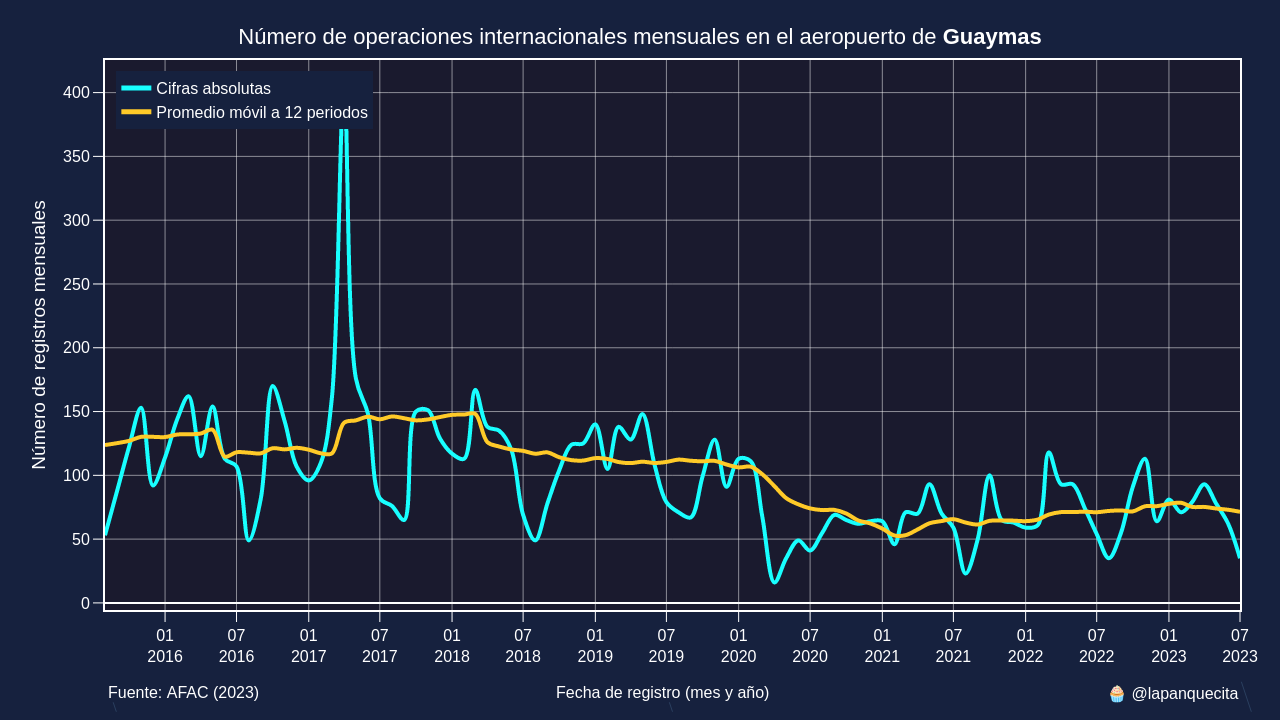 Número de operaciones internacionales mensuales en el aeropuerto de Guaymas
Cifras absolutas
Promedio móvil a 12 periodos
Número de registros mensuales
400
350
300
250
200
150
100
50
0
01 07 01 07 01 07 01 07 01 07 01 07 01 07 01 07
2016 2016 2017 2017 2018 2018 2019 2019 2020 2020 2021 2021 2022 2022 2023 2023
Fuente: AFAC (2023)
Fecha de registro (mes y año)
🧁 @lapanquecita